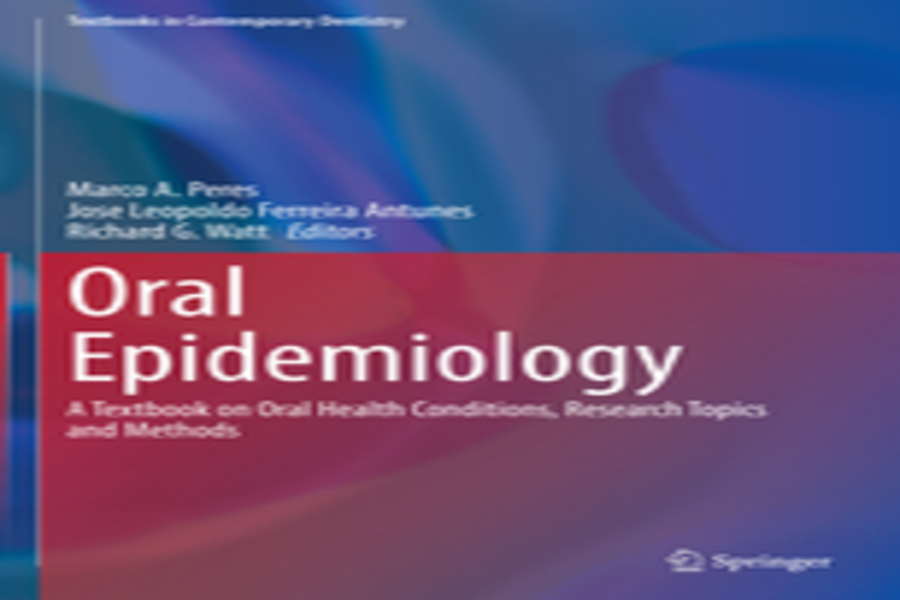 Textbooks in Contemporary Dentistry
Marco A. Peres
Jose Leopoldo Ferreira Antunes
Richard G. Watt Editors
Oral
Epidemiology
A Textbook on Oral Health Conditions, Research Topics
and Methods
Springer